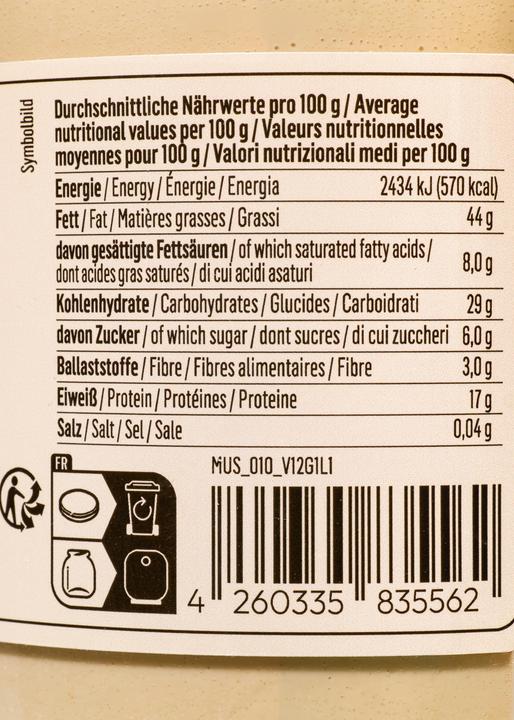 Symbolbild
Durchschnittliche Nährwerte pro 100 g / Average
nutritional values per 100 g / Valeurs nutritionnelles
moyennes pour 100 g / Valori nutrizionali medi per 100 g
Energie / Energy / Énergie / Energia 2434 kJ (570 kcal)
Fett / Fat / Matières grasses / Grassi 44 g
davon gesättigte Fettsäuren / of which saturated fatty acids /
dont acides gras saturés / di cui acidi asaturi 8,0 g
Kohlenhydrate / Carbohydrates / Glucides / Carboidrati 29 g
davon Zucker / of which sugar / dont sucres / di cui zuccheri 6,0 g
Ballaststoffe / Fibre / Fibres alimentaires / Fibre 3,0 g
Eiweiß / Protein / Protéines / Proteine 17 g
Salz / Salt / Sel / Sale 0,04 g
FR
MUS_010_V12G1L1
4 260335 835562